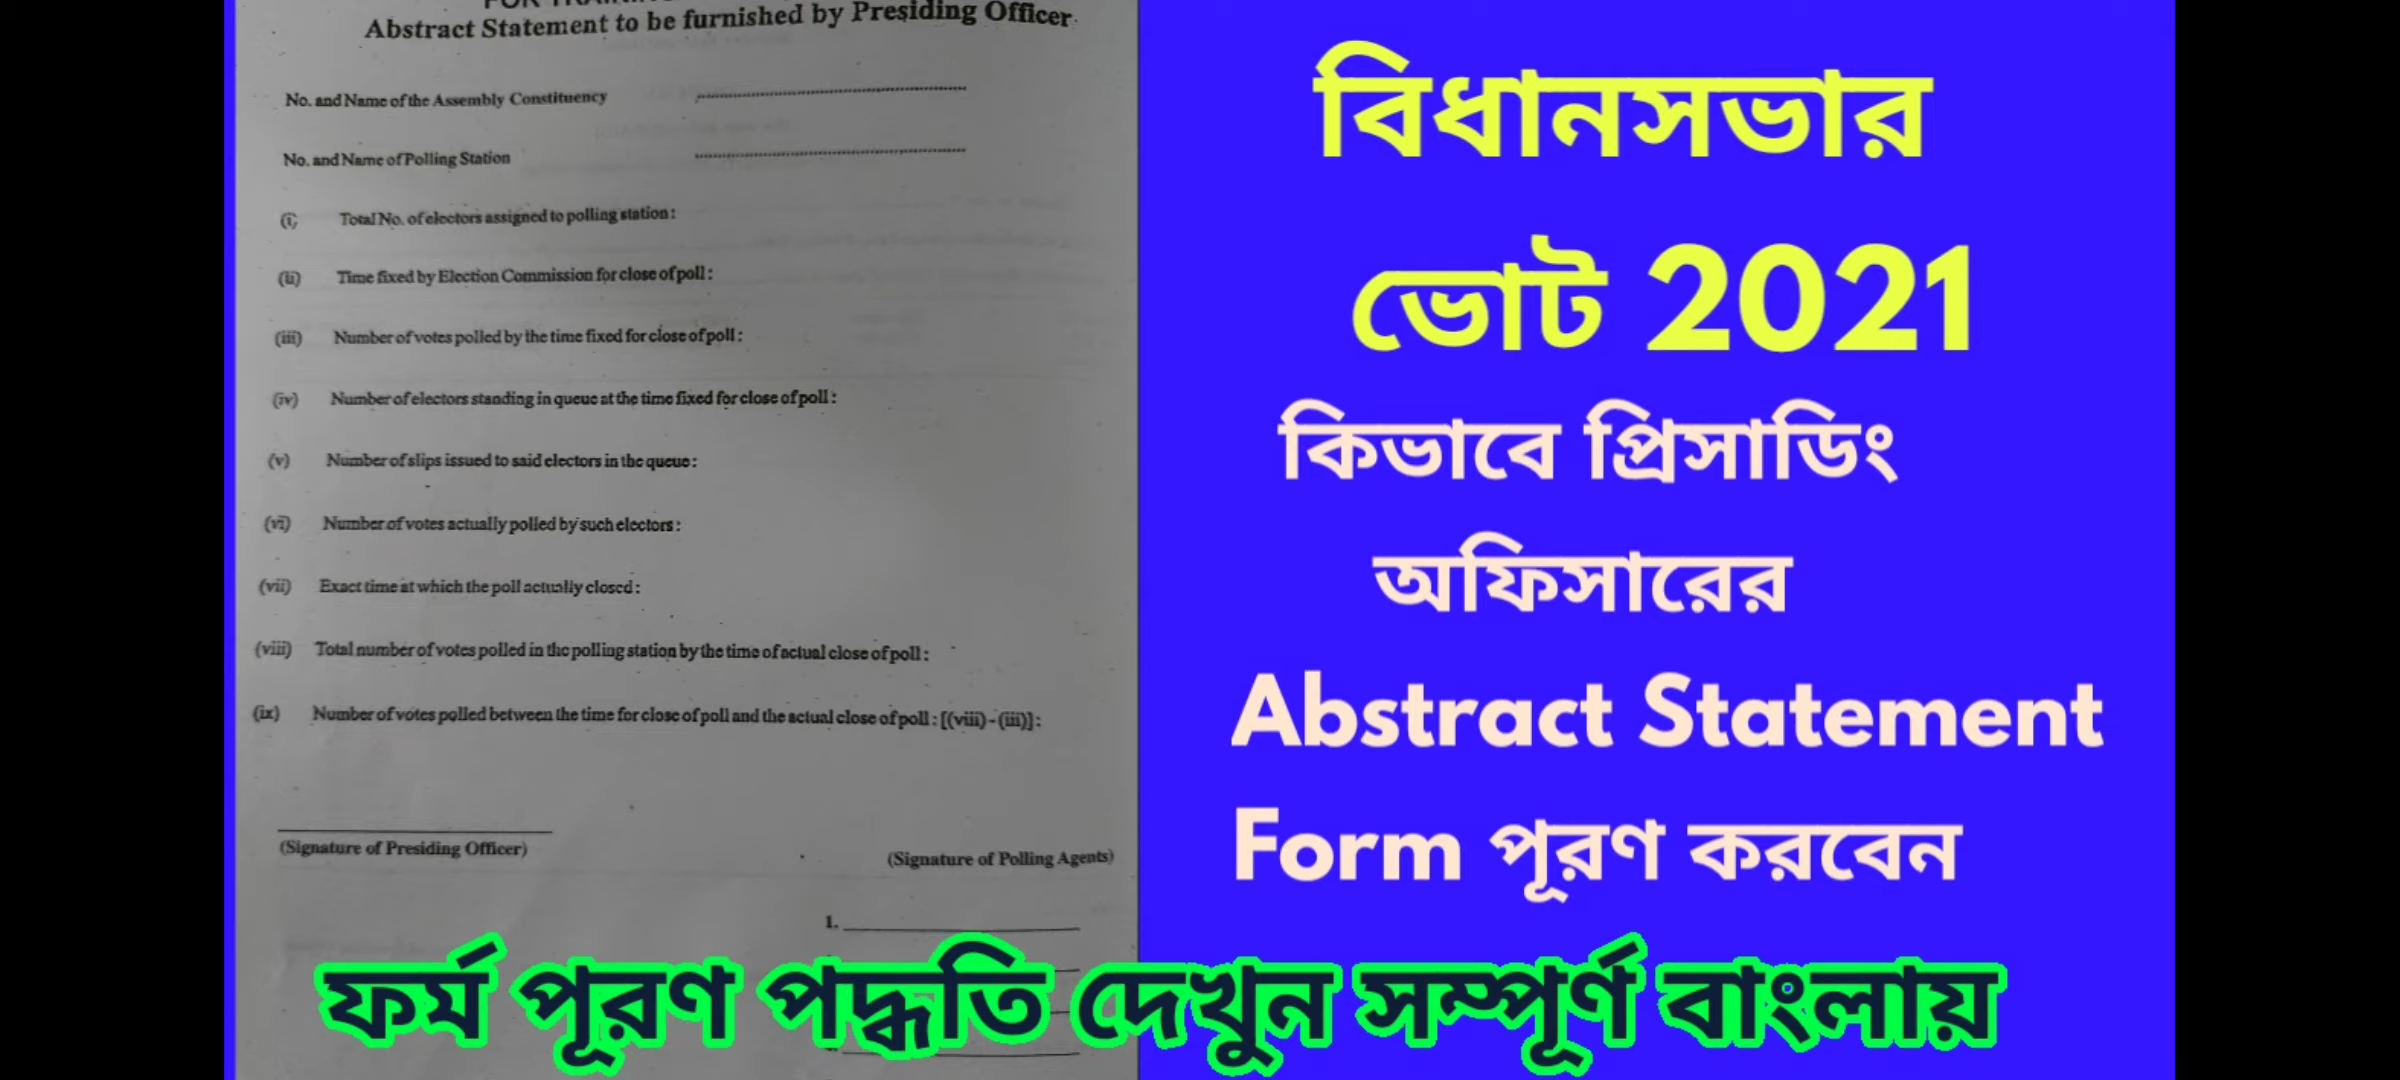 Abstract Statement to be furnished by Presiding Officer
No. and Name of the Assembly Constituency
No. and Name of Polling Station
(i) Total No. of electors assigned to polling station :
(ii) Time fixed by Election Commission for close of poll :
(iii) Number of votes polled by the time fixed for close of poll :
(iv) Number of electors standing in queue at the time fixed for close of poll :
(v) Number of slips issued to said electors in the queue :
(vi) Number of votes actually polled by such electors :
(vii) Exact time at which the poll actually closed :
(viii) Total number of votes polled in the polling station by the time of actual close of poll :
(ix) Number of votes polled between the time for close of poll and the actual close of poll : [(viii) - (iii)] :
(Signature of Presiding Officer)
(Signature of Polling Agents)
1.
বিধানসভার
ভোট 2021
কিভাবে প্রিসাডিং
অফিসারের
Abstract Statement
Form পূরণ করবেন
ফর্ম পূরণ পদ্ধতি দেখুন সম্পূর্ণ বাংলায়